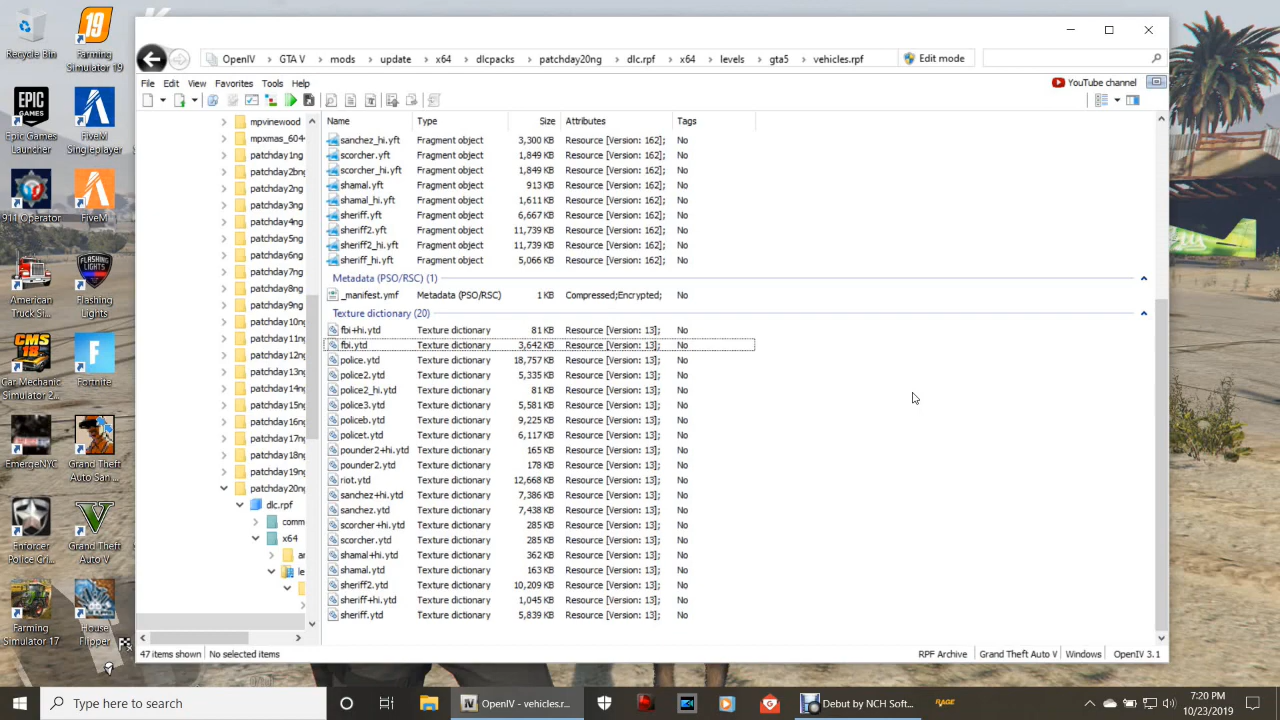 OpenIV GTA V mods update x64 dlcpacks patchday20ng dlc.rpf x64 levels gta5 vehicles.rpf Edit mode
File Edit View Favorites Tools Help YouTube channel
Recycle Bin
Farming Simulator 19
Epic Games Launcher
FiveM Singleplayer
911 Operator
FiveM
American Truck Si...
Flashing Lights
Car Mechanic Simulator 2...
Fortnite
EmergeNYC
Grand Theft Auto San ...
Enforcer Police Cri...
Grand Theft Auto V
Farming Simulator 17
House Flipper
mpvinewood
mpxmas_604
patchday1ng
patchday2bng
patchday2ng
patchday3ng
patchday4ng
patchday5ng
patchday6ng
patchday7ng
patchday8ng
patchday9ng
patchday10ng
patchday11ng
patchday12ng
patchday13ng
patchday14ng
patchday15ng
patchday16ng
patchday17ng
patchday18ng
patchday19ng
patchday20ng
dlc.rpf
comm
x64
ar
le
Name Type Size Attributes Tags
sanchez_hi.yft Fragment object 3,300 KB Resource [Version: 162]; No
scorcher.yft Fragment object 1,849 KB Resource [Version: 162]; No
scorcher_hi.yft Fragment object 1,849 KB Resource [Version: 162]; No
shamal.yft Fragment object 913 KB Resource [Version: 162]; No
shamal_hi.yft Fragment object 1,611 KB Resource [Version: 162]; No
sheriff.yft Fragment object 6,667 KB Resource [Version: 162]; No
sheriff2.yft Fragment object 11,739 KB Resource [Version: 162]; No
sheriff2_hi.yft Fragment object 11,739 KB Resource [Version: 162]; No
sheriff_hi.yft Fragment object 5,066 KB Resource [Version: 162]; No
Metadata (PSO/RSC) (1)
_manifest.ymf Metadata (PSO/RSC) 1 KB Compressed;Encrypted; No
Texture dictionary (20)
fbi+hi.ytd Texture dictionary 81 KB Resource [Version: 13]; No
fbi.ytd Texture dictionary 3,642 KB Resource [Version: 13]; No
police.ytd Texture dictionary 18,757 KB Resource [Version: 13]; No
police2.ytd Texture dictionary 5,335 KB Resource [Version: 13]; No
police2_hi.ytd Texture dictionary 81 KB Resource [Version: 13]; No
police3.ytd Texture dictionary 5,581 KB Resource [Version: 13]; No
policeb.ytd Texture dictionary 9,225 KB Resource [Version: 13]; No
policet.ytd Texture dictionary 6,117 KB Resource [Version: 13]; No
pounder2+hi.ytd Texture dictionary 165 KB Resource [Version: 13]; No
pounder2.ytd Texture dictionary 178 KB Resource [Version: 13]; No
riot.ytd Texture dictionary 12,668 KB Resource [Version: 13]; No
sanchez+hi.ytd Texture dictionary 7,386 KB Resource [Version: 13]; No
sanchez.ytd Texture dictionary 7,438 KB Resource [Version: 13]; No
scorcher+hi.ytd Texture dictionary 285 KB Resource [Version: 13]; No
scorcher.ytd Texture dictionary 285 KB Resource [Version: 13]; No
shamal+hi.ytd Texture dictionary 362 KB Resource [Version: 13]; No
shamal.ytd Texture dictionary 163 KB Resource [Version: 13]; No
sheriff2.ytd Texture dictionary 10,209 KB Resource [Version: 13]; No
sheriff+hi.ytd Texture dictionary 1,045 KB Resource [Version: 13]; No
sheriff.ytd Texture dictionary 5,839 KB Resource [Version: 13]; No
47 items shown No selected items RPF Archive Grand Theft Auto V Windows OpenIV 3.1
Type here to search OpenIV - vehicles.r... Debut by NCH Soft... RAGE 7:20 PM
10/23/2019